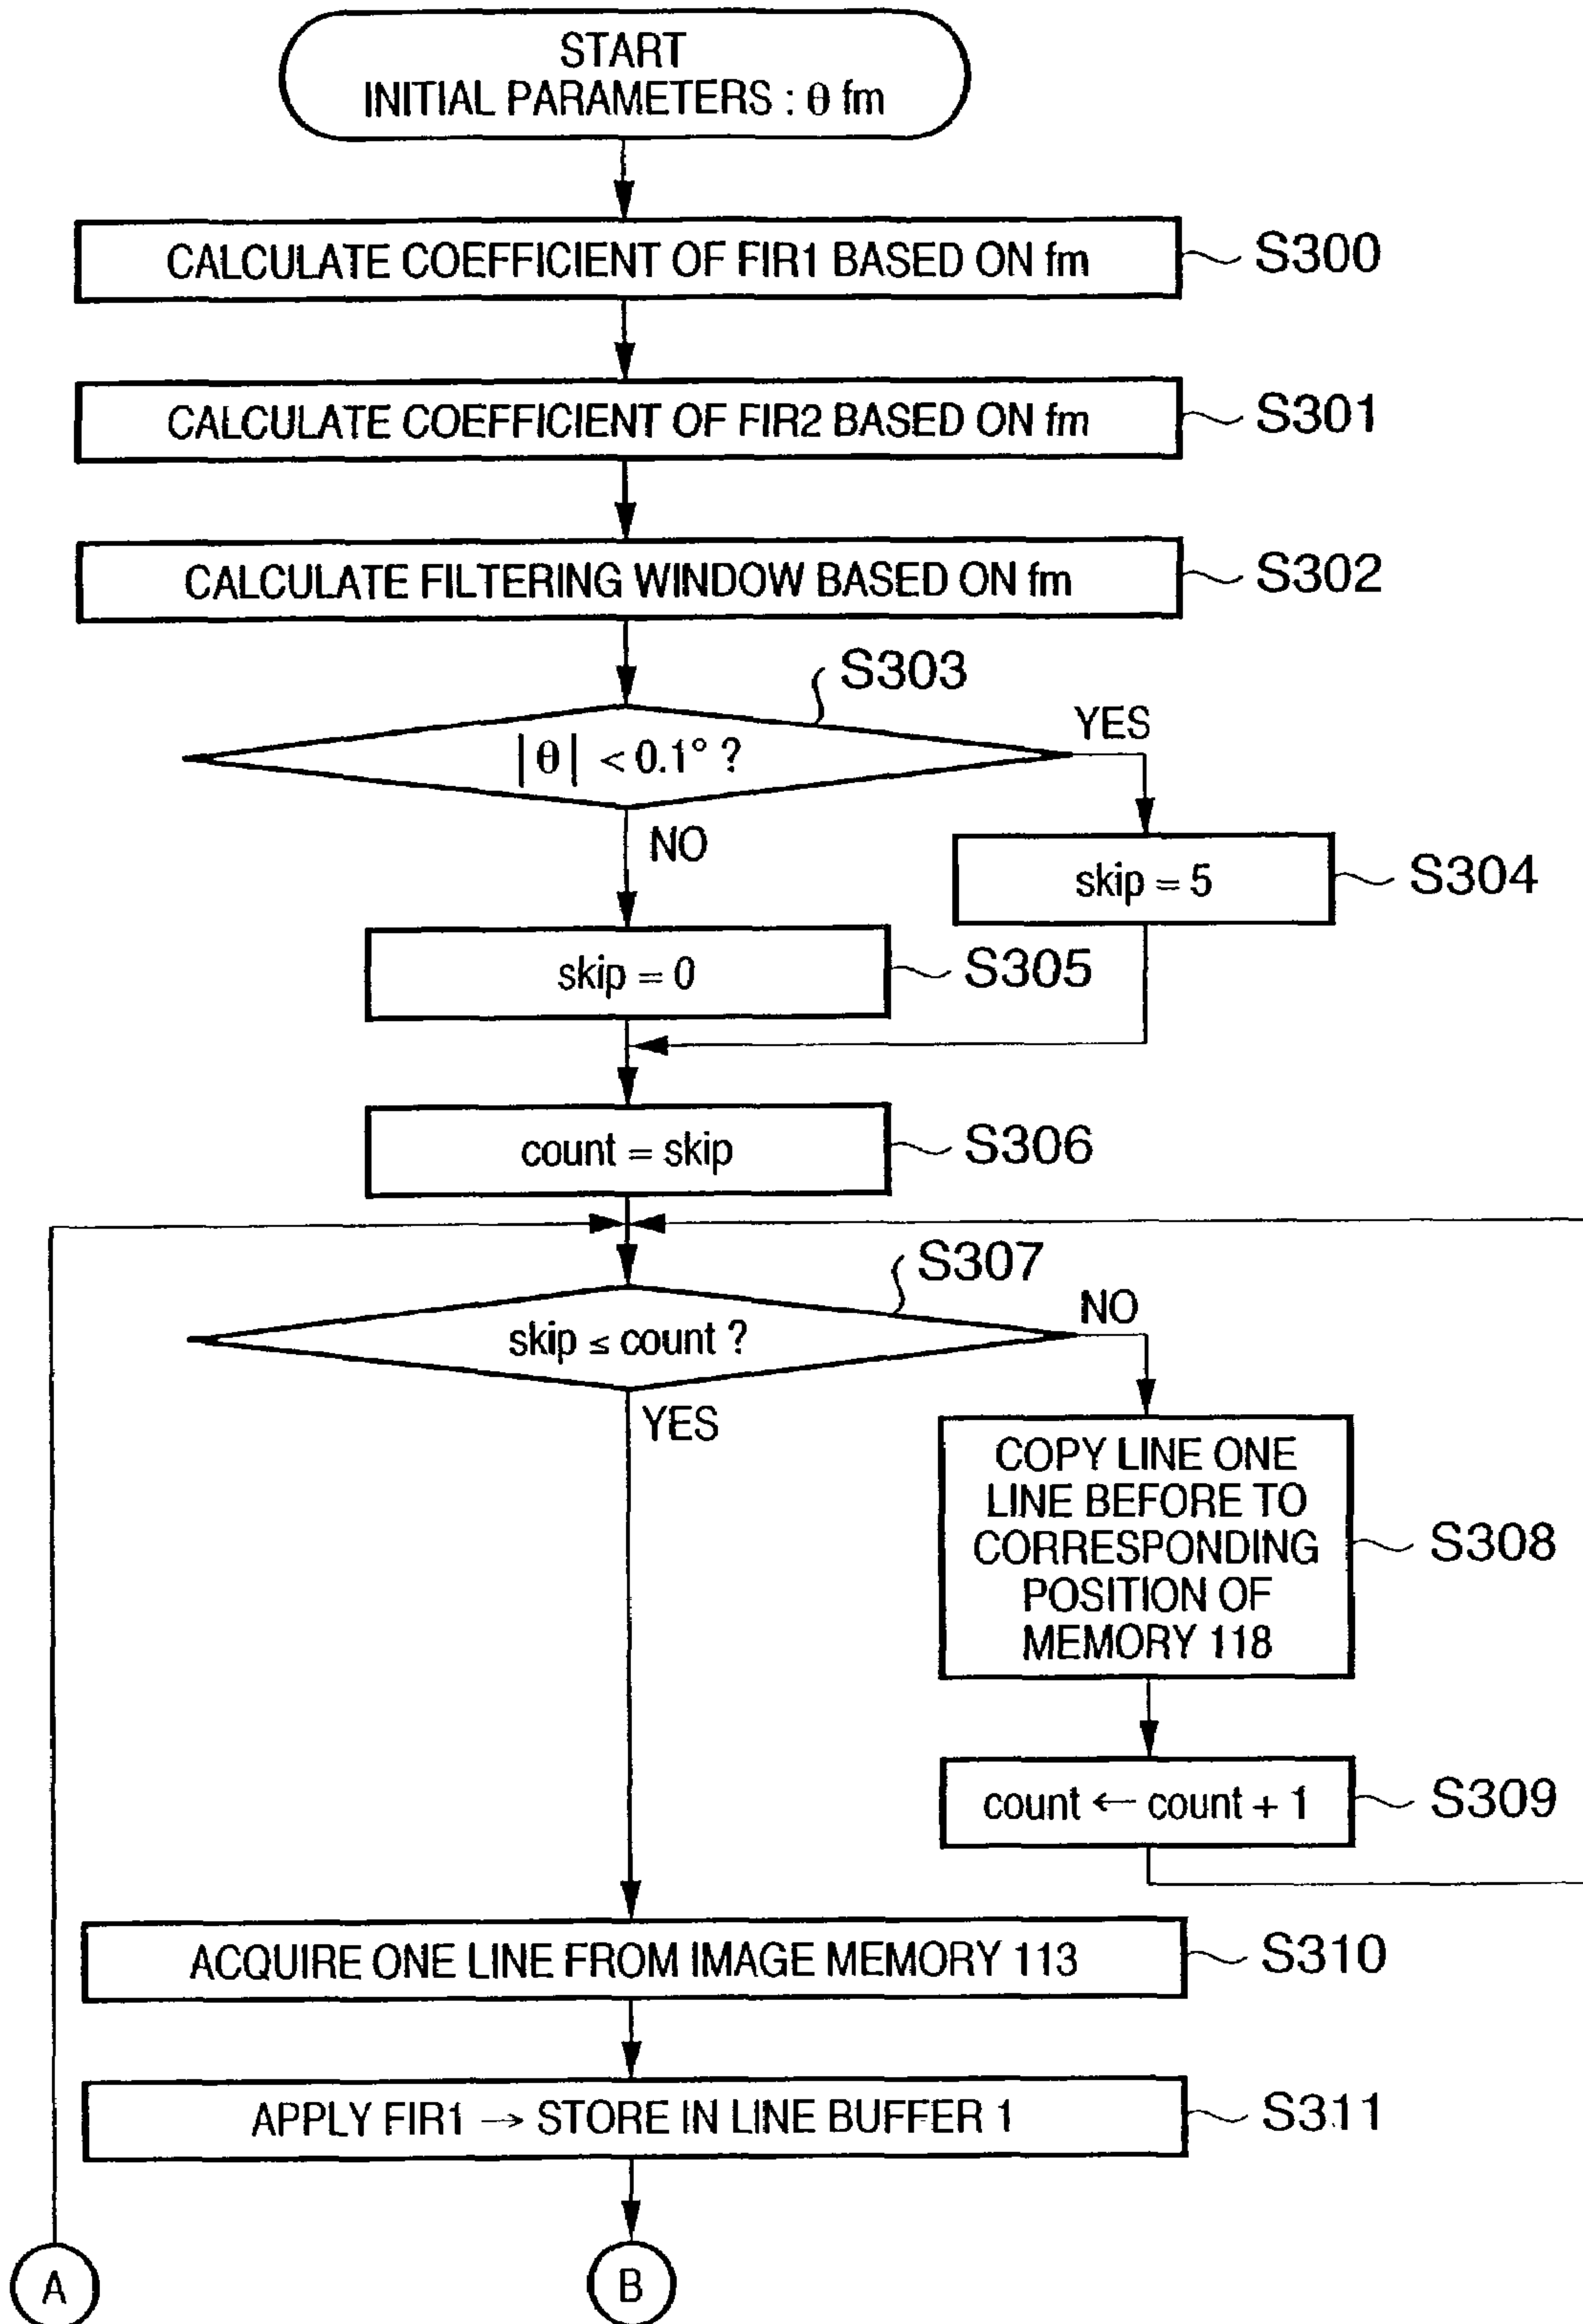 START
INITIAL PARAMETERS : θ fm
CALCULATE COEFFICIENT OF FIR1 BASED ON fm
S300
CALCULATE COEFFICIENT OF FIR2 BASED ON fm
S301
CALCULATE FILTERING WINDOW BASED ON fm
S302
S303
|θ| < 0.1° ?
YES
NO
skip = 5
S304
skip = 0
S305
count = skip
S306
S307
skip ≤ count ?
NO
YES
COPY LINE ONE
LINE BEFORE TO
CORRESPONDING
POSITION OF
MEMORY 118
S308
count ← count + 1
S309
ACQUIRE ONE LINE FROM IMAGE MEMORY 113
S310
APPLY FIR1 → STORE IN LINE BUFFER 1
S311
A
B